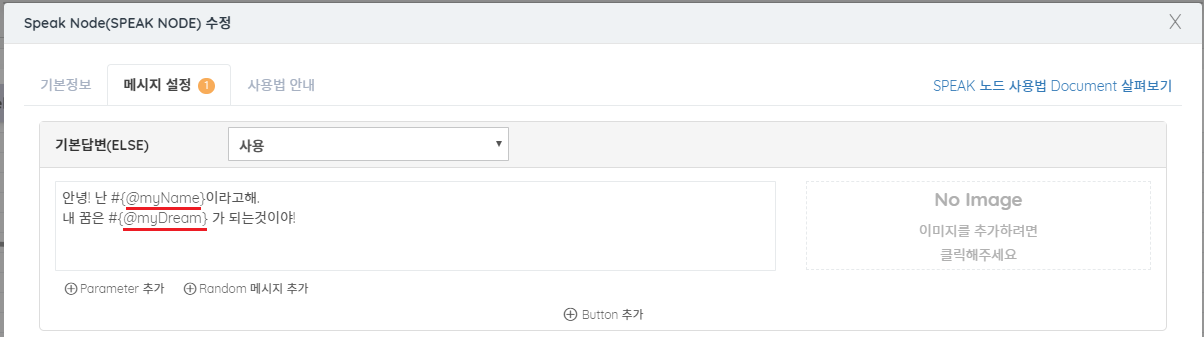 Speak Node(SPEAK NODE) 수정
X
기본정보
메시지 설정 1
사용법 안내
SPEAK 노드 사용법 Document 살펴보기
기본답변(ELSE)
사용
안녕! 난 #{@myName}이라고해.
내 꿈은 #{@myDream} 가 되는것이야!
No Image
이미지를 추가하려면
클릭해주세요
Parameter 추가
Random 메시지 추가
Button 추가